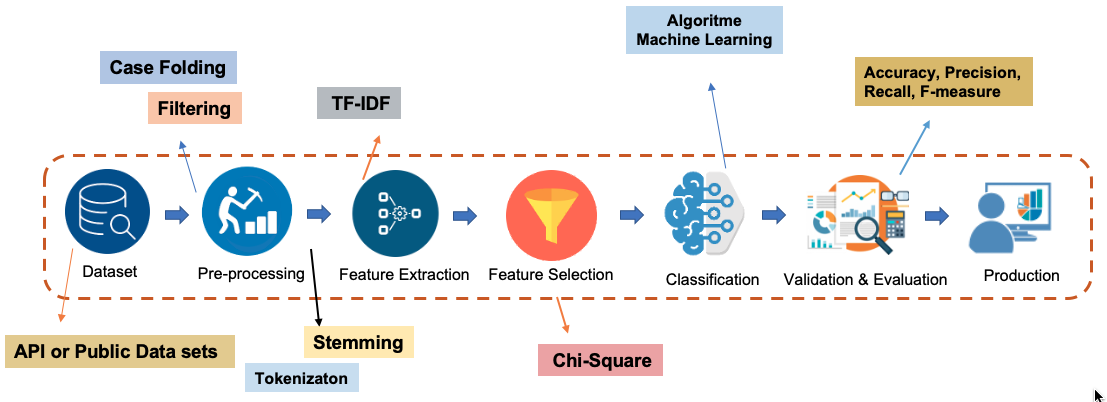 Algoritme
Machine Learning
Case Folding
Filtering
TF-IDF
Accuracy, Precision,
Recall, F-measure
Dataset
Pre-processing
Feature Extraction
Feature Selection
Classification
Validation & Evaluation
Production
API or Public Data sets
Stemming
Tokenizaton
Chi-Square